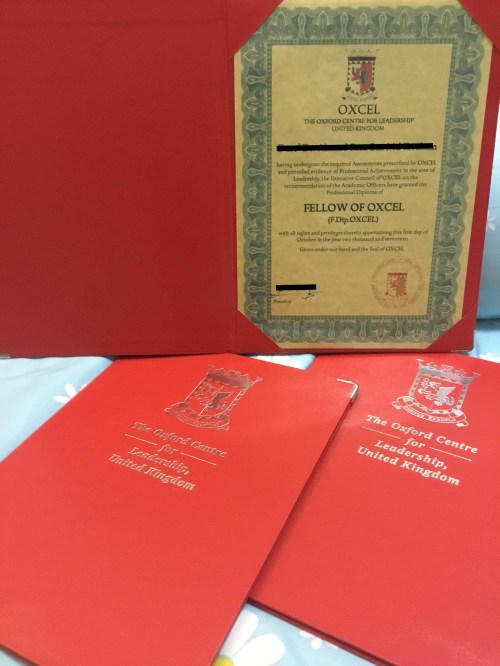 OXCEL
THE OXFORD CENTRE FOR LEADERSHIP
UNITED KINGDOM
having undergone the required Assessments prescribed by OXCEL
and provided evidence of Professional Achievement in the area of
Leadership, the Executive Council of OXCEL on the
recommendation of the Academic Officers have granted the
Professional Diploma of
FELLOW OF OXCEL
(F.Dip.OXCEL)
with all rights and privileges thereto appertaining this first day of
October in the year two thousand and seventeen
Given under our hand and the Seal of OXCEL
The Oxford Centre
for
Leadership,
United Kingdom
The Oxford Centre
for
Leadership,
United Kingdom